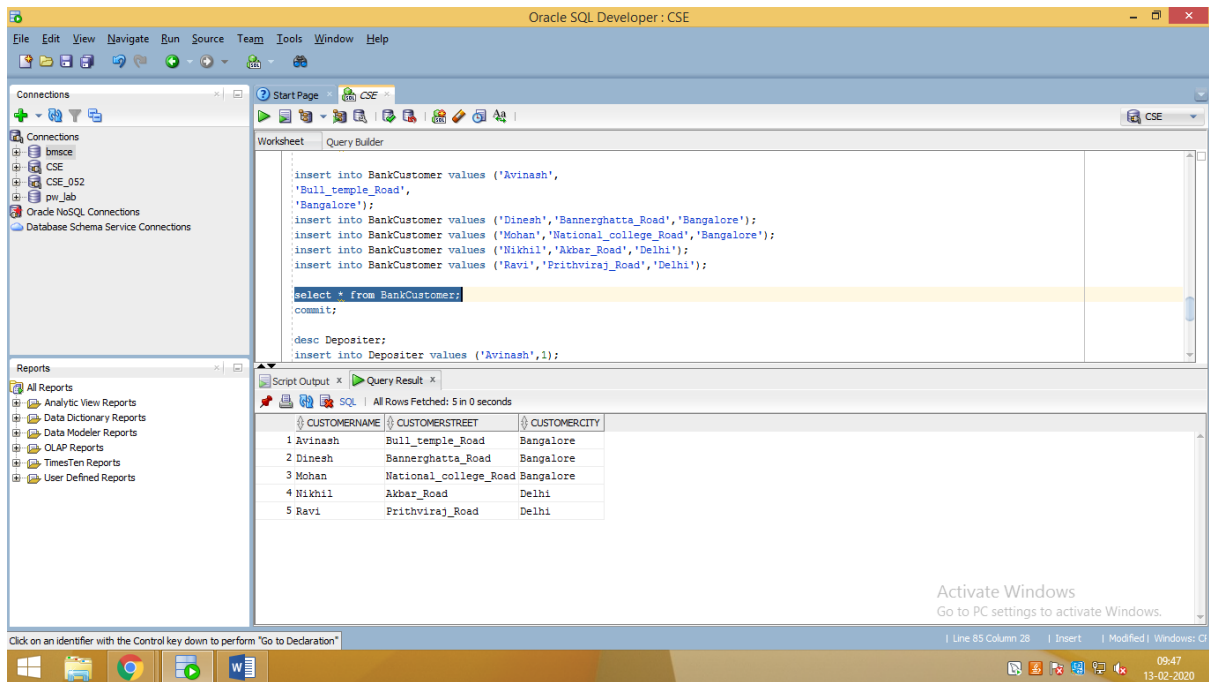 Oracle SQL Developer : CSE
File Edit View Navigate Run Source Team Tools Window Help
Connections
Connections
bmsce
CSE
CSE_052
pw_lab
Oracle NoSQL Connections
Database Schema Service Connections
Reports
All Reports
Analytic View Reports
Data Dictionary Reports
Data Modeler Reports
OLAP Reports
TimesTen Reports
User Defined Reports
Start Page CSE
CSE
Worksheet Query Builder
insert into BankCustomer values ('Avinash',
'Bull_temple_Road',
'Bangalore');
insert into BankCustomer values ('Dinesh','Bannerghatta_Road','Bangalore');
insert into BankCustomer values ('Mohan','National_college_Road','Bangalore');
insert into BankCustomer values ('Nikhil','Akbar_Road','Delhi');
insert into BankCustomer values ('Ravi','Prithviraj_Road','Delhi');
select * from BankCustomer;
commit;
desc Depositer;
insert into Depositer values ('Avinash',1);
Script Output x Query Result x
SQL | All Rows Fetched: 5 in 0 seconds
CUSTOMERNAME CUSTOMERSTREET CUSTOMERCITY
1 Avinash Bull_temple_Road Bangalore
2 Dinesh Bannerghatta_Road Bangalore
3 Mohan National_college_Road Bangalore
4 Nikhil Akbar_Road Delhi
5 Ravi Prithviraj_Road Delhi
Activate Windows
Go to PC settings to activate Windows.
Click on an identifier with the Control key down to perform "Go to Declaration"
| Line 85 Column 28 | Insert | Modified | Windows: CF
09:47
13-02-2020